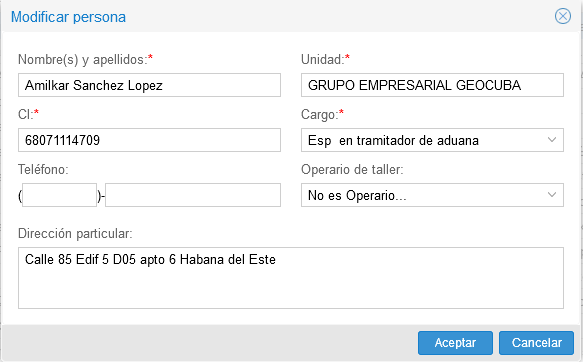 Modificar persona
Nombre(s) y apellidos:* Unidad:*
Amilkar Sanchez Lopez GRUPO EMPRESARIAL GEOCUBA
CI:* Cargo:*
68071114709 Esp en tramitador de aduana
Teléfono: Operario de taller:
( )- No es Operario...
Dirección particular:
Calle 85 Edif 5 D05 apto 6 Habana del Este
Aceptar Cancelar